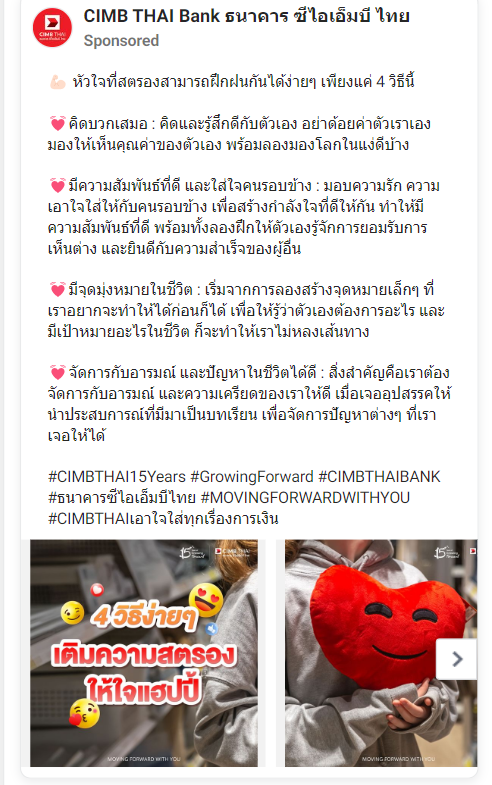 CIMB THAI Bank ธนาคาร ซีไอเอ็มบี ไทย
Sponsored
💪🏻 หัวใจที่สตรองสามารถฝึกฝนกันได้ง่ายๆ เพียงแค่ 4 วิธีนี้
💓คิดบวกเสมอ : คิดและรู้สึกดีกับตัวเอง อย่าด้อยค่าตัวเราเอง
มองให้เห็นคุณค่าของตัวเอง พร้อมลองมองโลกในแง่ดีบ้าง
💓มีความสัมพันธ์ที่ดี และใส่ใจคนรอบข้าง : มอบความรัก ความ
เอาใจใส่ให้กับคนรอบข้าง เพื่อสร้างกำลังใจที่ดีให้กัน ทำให้มี
ความสัมพันธ์ที่ดี พร้อมทั้งลองฝึกให้ตัวเองรู้จักการยอมรับการ
เห็นต่าง และยินดีกับความสำเร็จของผู้อื่น
💓มีจุดมุ่งหมายในชีวิต : เริ่มจากการลองสร้างจุดหมายเล็กๆ ที่
เราอยากจะทำให้ได้ก่อนก็ได้ เพื่อให้รู้ว่าตัวเองต้องการอะไร และ
มีเป้าหมายอะไรในชีวิต ก็จะทำให้เราไม่หลงเส้นทาง
💓จัดการกับอารมณ์ และปัญหาในชีวิตได้ดี : สิ่งสำคัญคือเราต้อง
จัดการกับอารมณ์ และความเครียดของเราให้ดี เมื่อเจออุปสรรคให้
นำประสบการณ์ที่มีมาเป็นบทเรียน เพื่อจัดการปัญหาต่างๆ ที่เรา
เจอให้ได้
#CIMBTHAI15Years #GrowingForward #CIMBTHAIBANK
#ธนาคารซีไอเอ็มบีไทย #MOVINGFORWARDWITHYOU
#CIMBTHAIเอาใจใส่ทุกเรื่องการเงิน
CIMB THAI
4 วิธีง่ายๆ
เติมความสตรอง
ให้ใจแฮปปี้
MOVING FORWARD WITH YOU
CIMB THAI
MOVING FORWARD WITH YOU